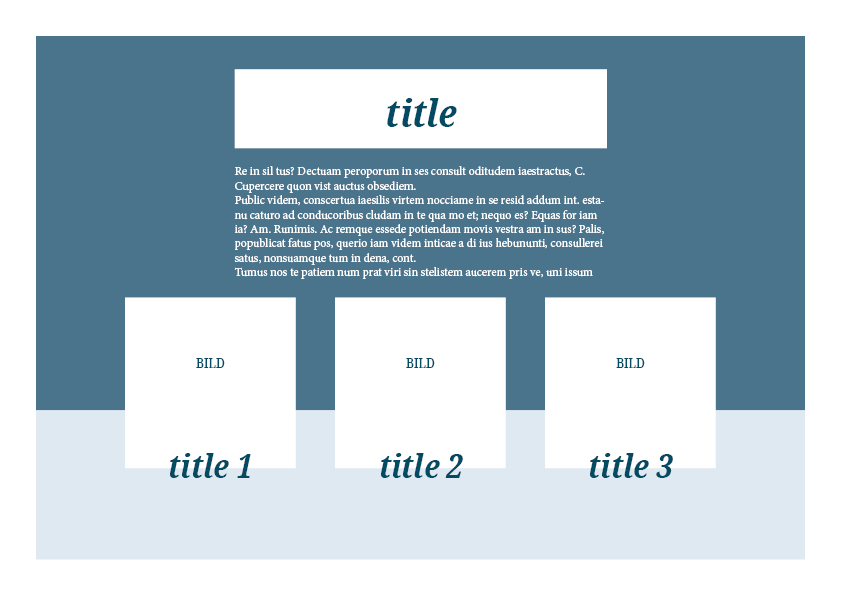 title
Re in sil tus? Dectuam peroporum in ses consult oditudem iaestractus, C.
Cupercere quon vist auctus obsediem.
Public videm, conscertua iaesilis virtem nocciame in se resid addum int. esta-
nu caturo ad conducoribus cludam in te qua mo et; nequo es? Equas for iam
ia? Am. Runimis. Ac remque essede potiendam movis vestra am in sus? Palis,
popublicat fatus pos, querio iam videm inticae a di ius hebununti, consullerei
satus, nonsuamque tum in dena, cont.
Tumus nos te patiem num prat viri sin stelistem aucerem pris ve, uni issum
BILD
BILD
BILD
title 1
title 2
title 3